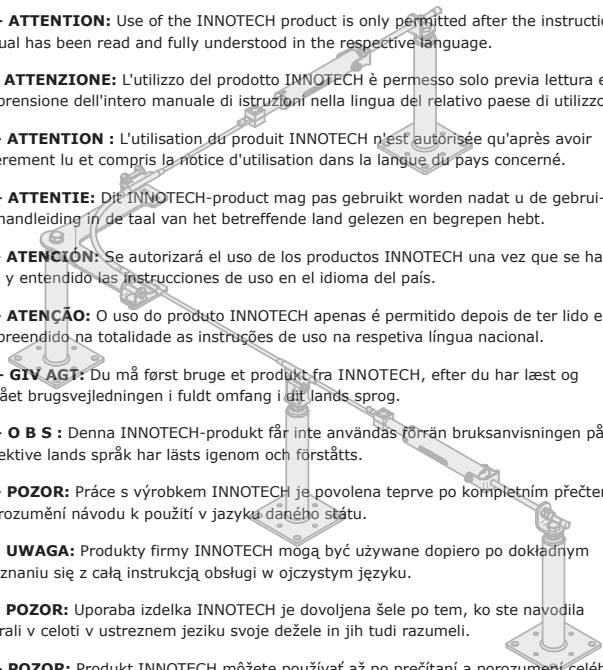 - ATTENTION: Use of the INNOTECH product is only permitted after the instructi
ual has been read and fully understood in the respective language.
ATTENZIONE: L'utilizzo del prodotto INNOTECH è permesso solo previa lettura e
prensione dell'intero manuale di istruzioni nella lingua del relativo paese di utilizzo
- ATTENTION : L'utilisation du produit INNOTECH n'est autorisée qu'après avoir
èrement lu et compris la notice d'utilisation dans la langue du pays concerné.
- ATTENTIE: Dit INNOTECH-product mag pas gebruikt worden nadat u de gebrui-
handleiding in de taal van het betreffende land gelezen en begrepen hebt.
- ATENCIÓN: Se autorizará el uso de los productos INNOTECH una vez que se ha
y entendido las instrucciones de uso en el idioma del país.
- ATENÇÃO: O uso do produto INNOTECH apenas é permitido depois de ter lido e
preendido na totalidade as instruções de uso na respetiva língua nacional.
- GIV AGT: Du må først bruge et produkt fra INNOTECH, efter du har læst og
ået brugsvejledningen i fuldt omfang i dit lands sprog.
- O B S : Denna INNOTECH-produkt får inte användas förrän bruksanvisningen på
ektive lands språk har lästs igenom och förståtts.
- POZOR: Práce s výrobkem INNOTECH je povolena teprve po kompletním přečten
rozumění návodu k použití v jazyku daného státu.
UWAGA: Produkty firmy INNOTECH mogą być używane dopiero po dokładnym
znaniu się z całą instrukcją obsługi w ojczystym języku.
POZOR: Uporaba izdelka INNOTECH je dovoljena šele po tem, ko ste navodila
rali v celoti v ustreznem jeziku svoje dežele in jih tudi razumeli.
- POZOR: Produkt INNOTECH môžete používať až po prečítaní a porozumení celéh